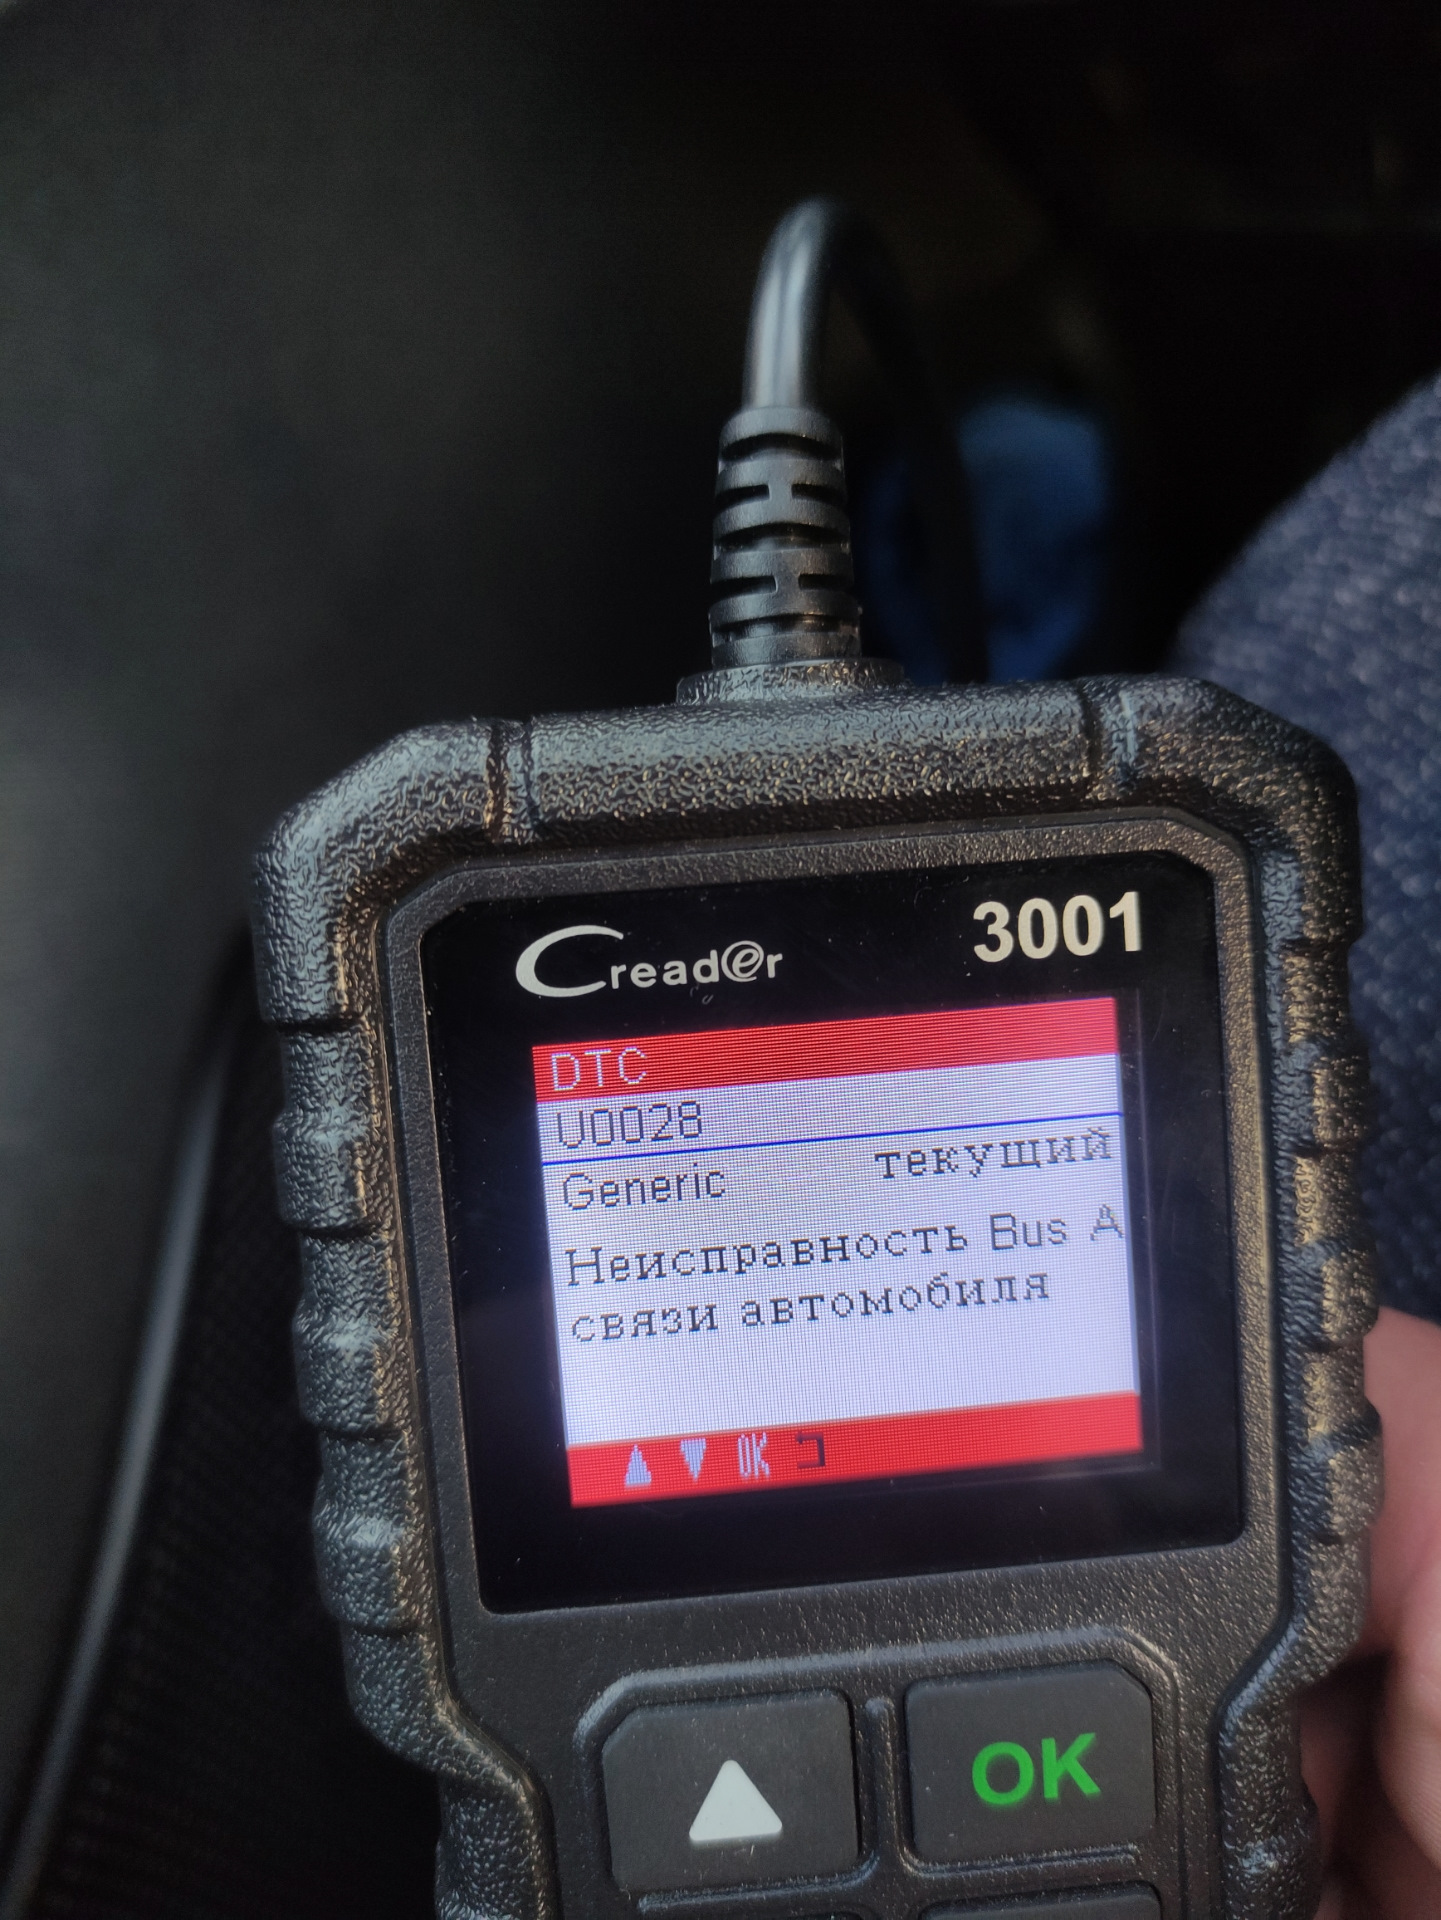 Creader 3001
DTC
U0028
Generic текущий
Неисправность Bus A
связи автомобиля
OK
OK